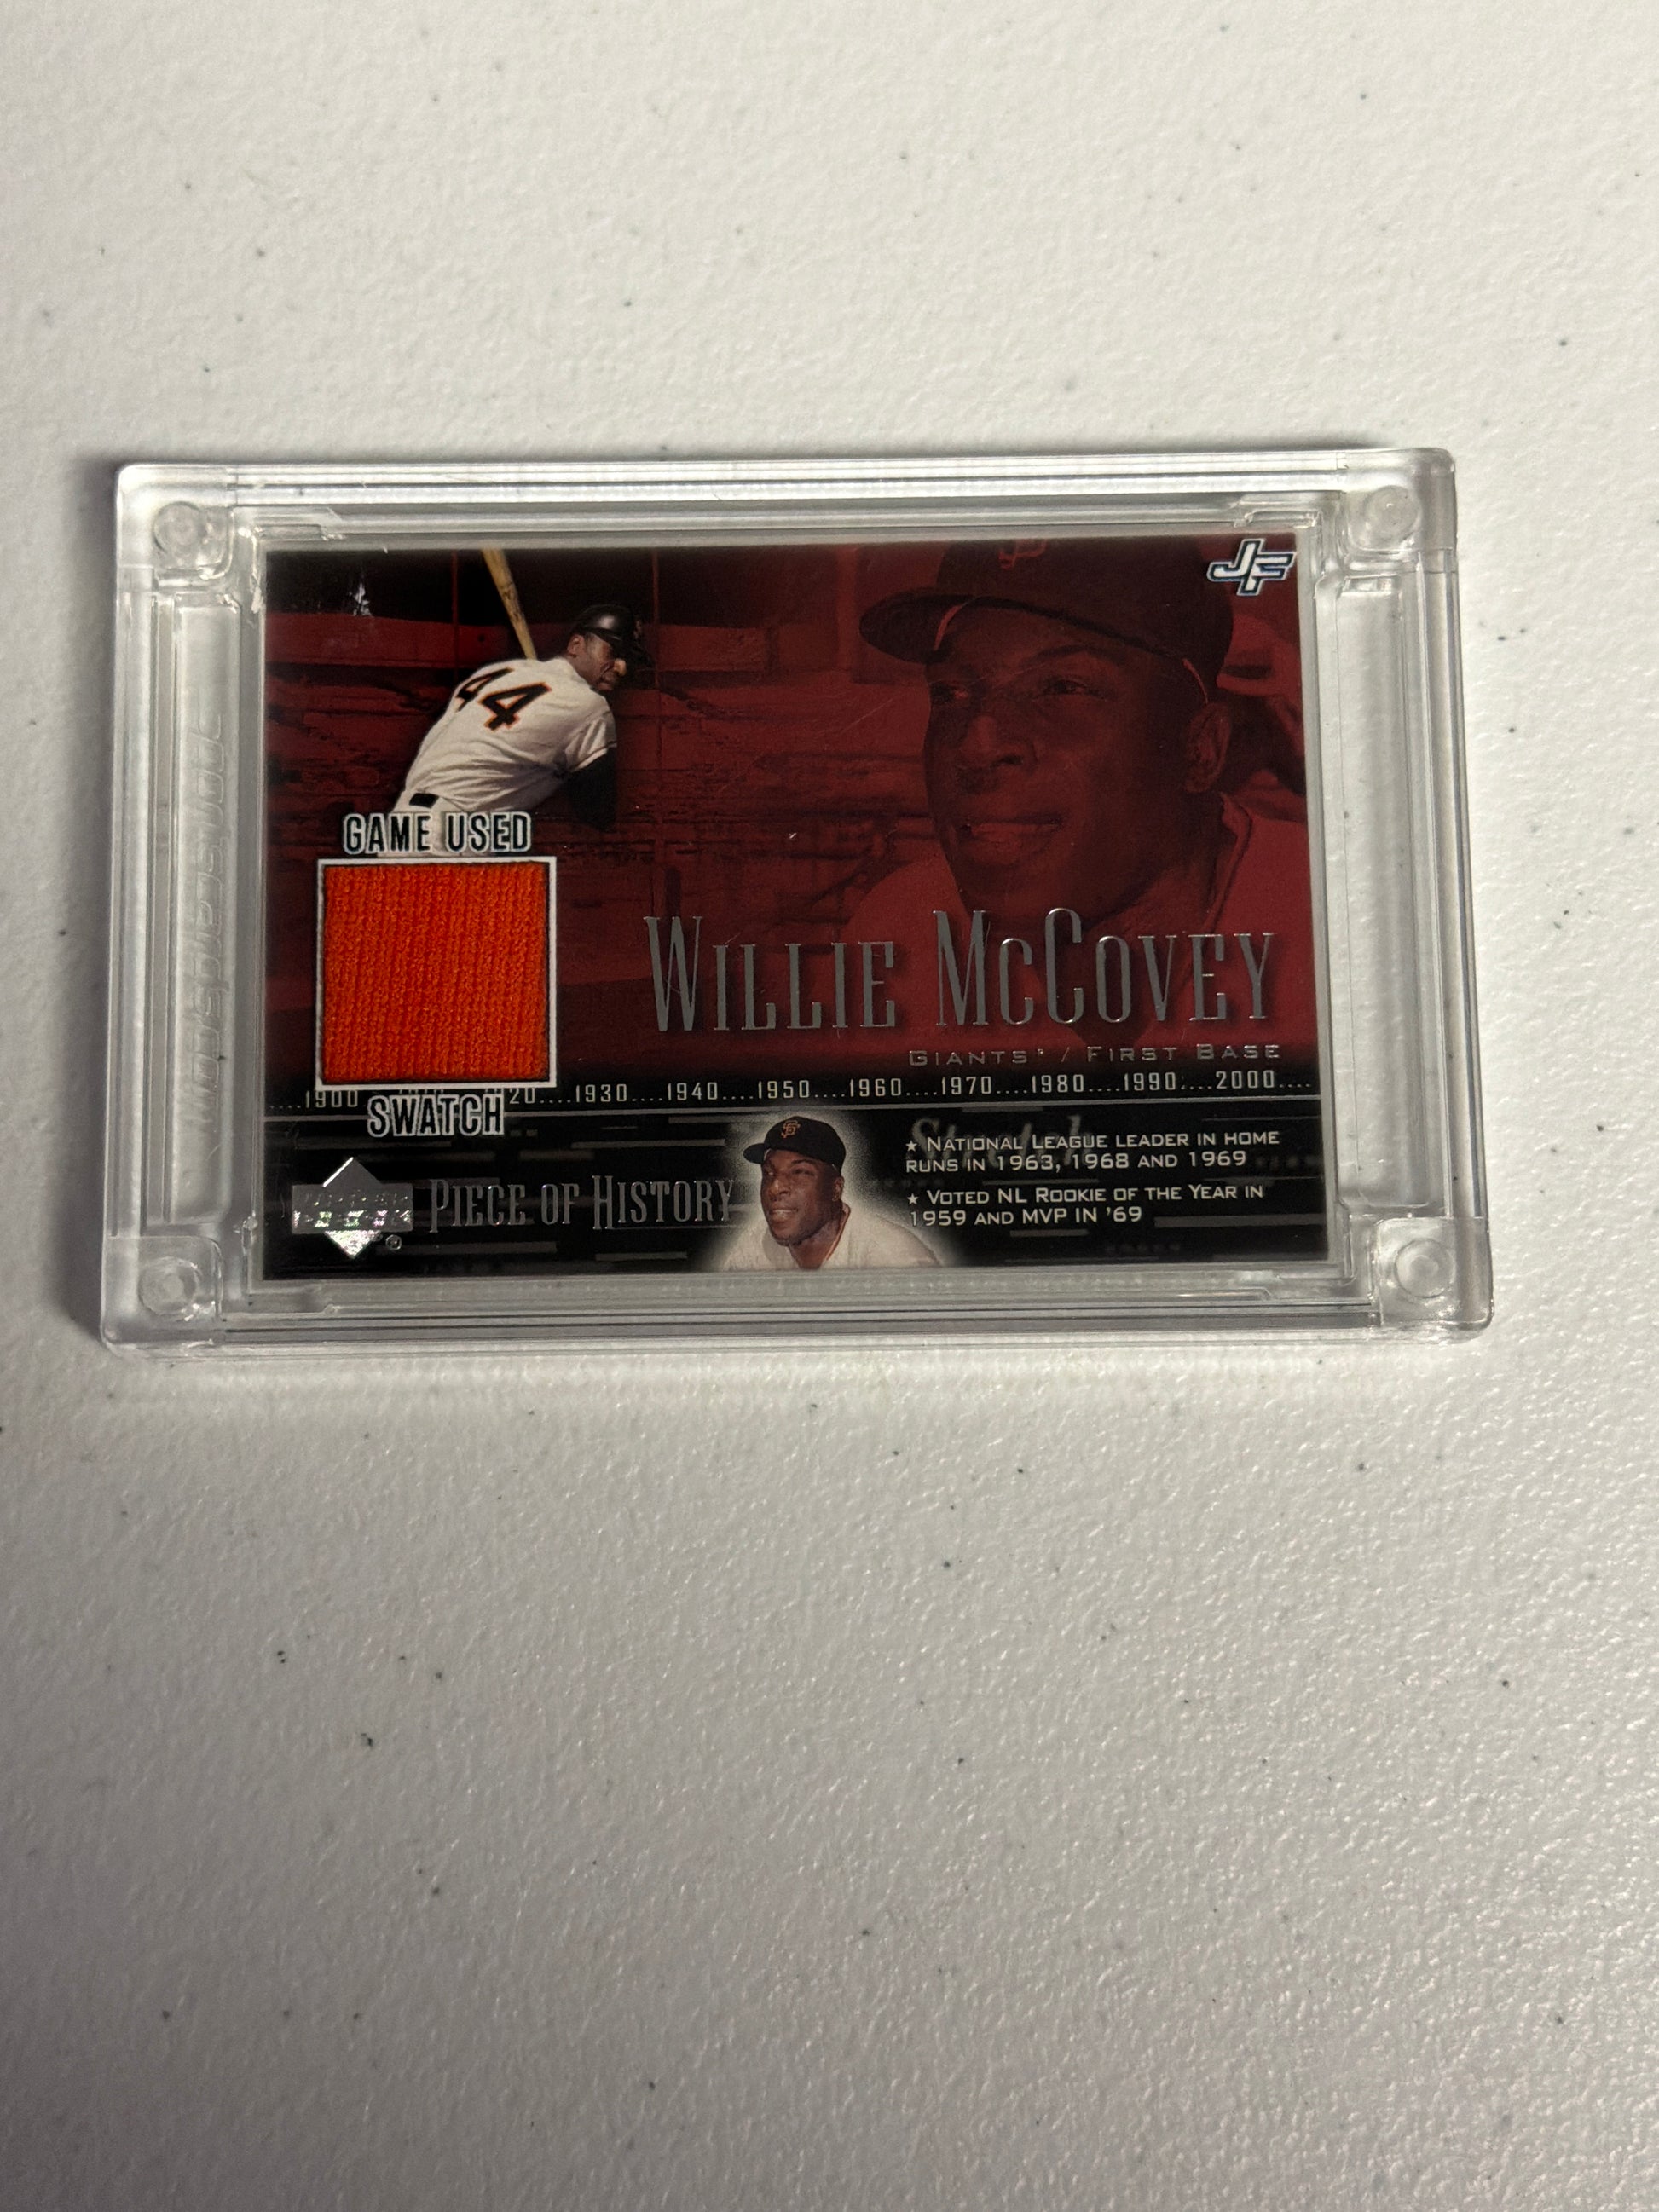 JF
44
GAME USED
WILLIE MCCOVEY
GIANTS / FIRST BASE
....1900 20....1930....1940....1950....1960....1970....1980....1990....2000....
SWATCH
PIECE OF HISTORY
★ NATIONAL LEAGUE LEADER IN HOME
RUNS IN 1963, 1968 AND 1969
★ VOTED NL ROOKIE OF THE YEAR IN
1959 AND MVP IN '69